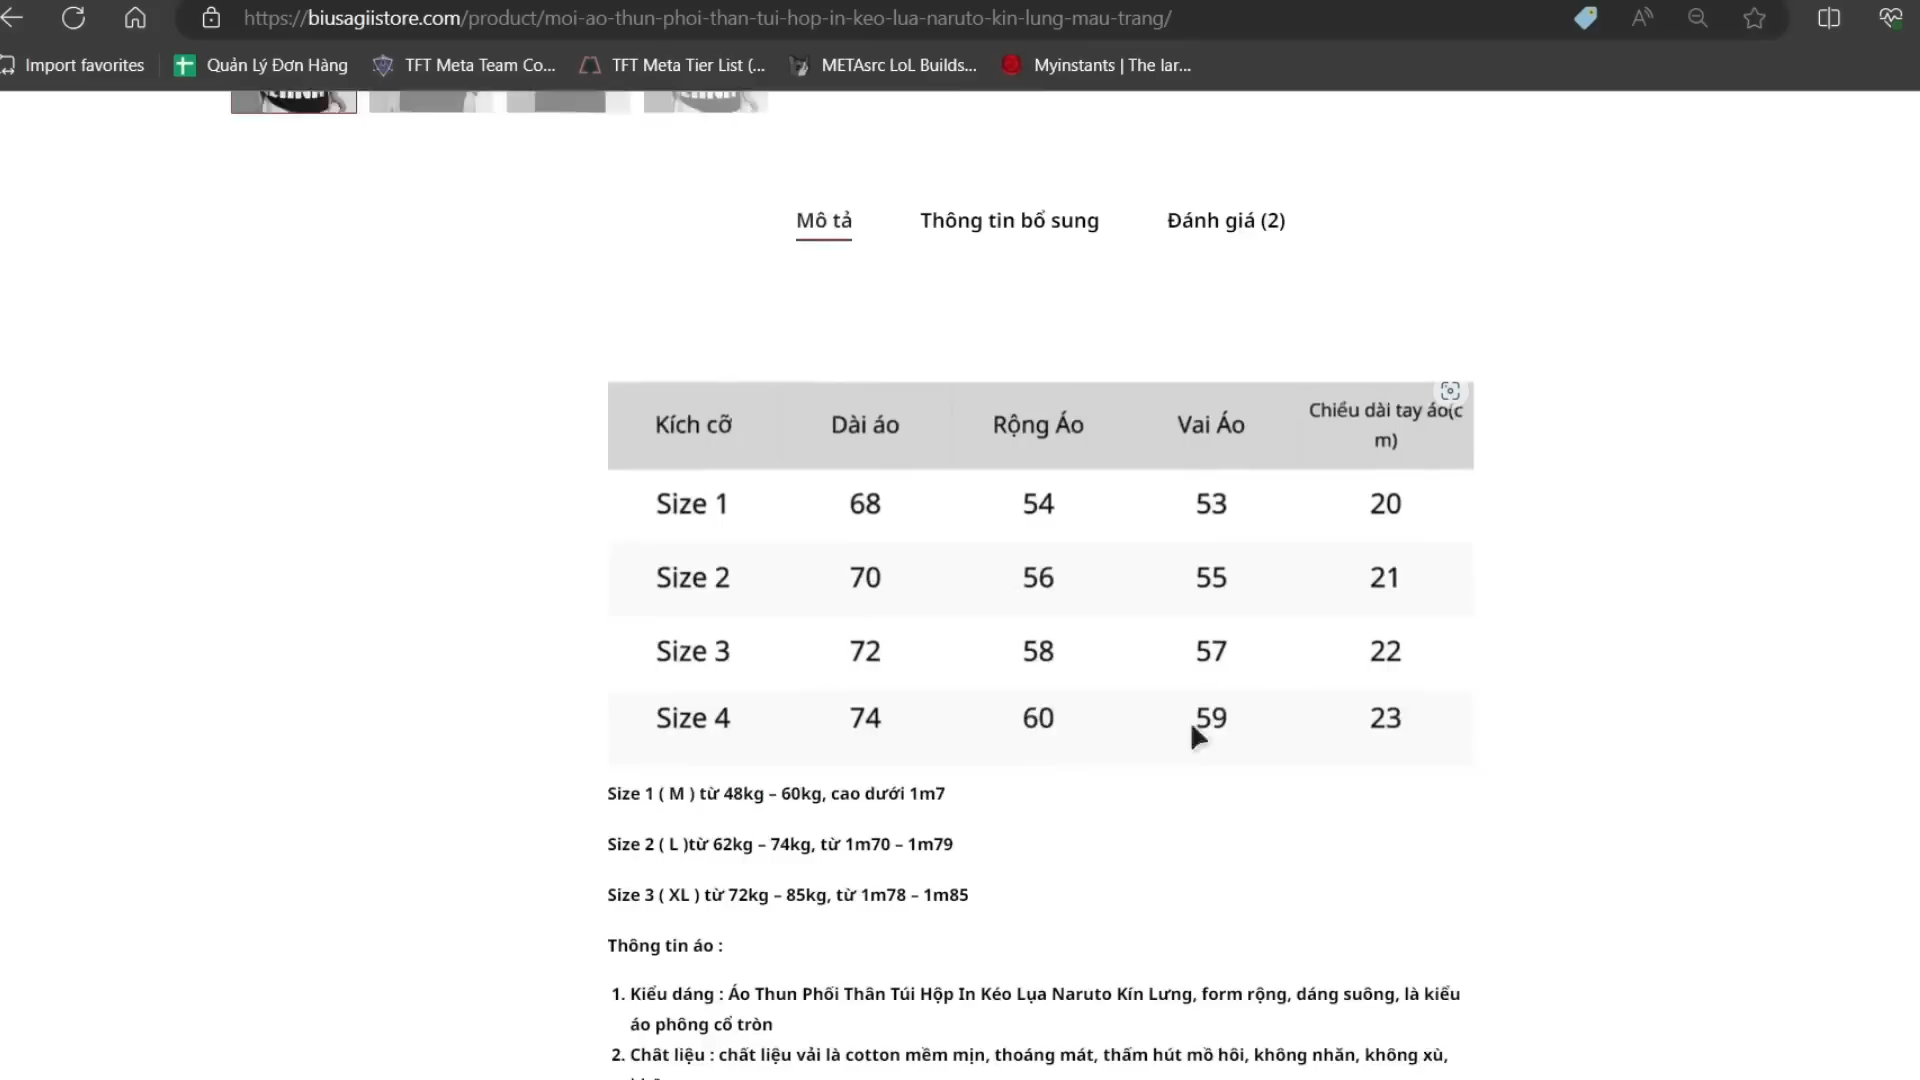 https://biusagiistore.com/product/moi-ao-thun-phoi-than-tui-hop-in-keo-lua-naruto-kin-lung-mau-trang/
Import favorites Quản Lý Đơn Hàng TFT Meta Team Co... TFT Meta Tier List (... METAsrc LoL Builds... Myinstants | The lar...
Mô tả Thông tin bổ sung Đánh giá (2)
Kích cỡ Dài áo Rộng Áo Vai Áo Chiều dài tay áo(c
m)
Size 1 68 54 53 20
Size 2 70 56 55 21
Size 3 72 58 57 22
Size 4 74 60 59 23
Size 1 ( M ) từ 48kg – 60kg, cao dưới 1m7
Size 2 ( L )từ 62kg – 74kg, từ 1m70 – 1m79
Size 3 ( XL ) từ 72kg – 85kg, từ 1m78 – 1m85
Thông tin áo :
1. Kiểu dáng : Áo Thun Phối Thân Túi Hộp In Kéo Lụa Naruto Kín Lưng, form rộng, dáng suông, là kiểu
áo phông cổ tròn
2. Chât liệu : chất liệu vải là cotton mềm mịn, thoáng mát, thấm hút mồ hôi, không nhăn, không xù,